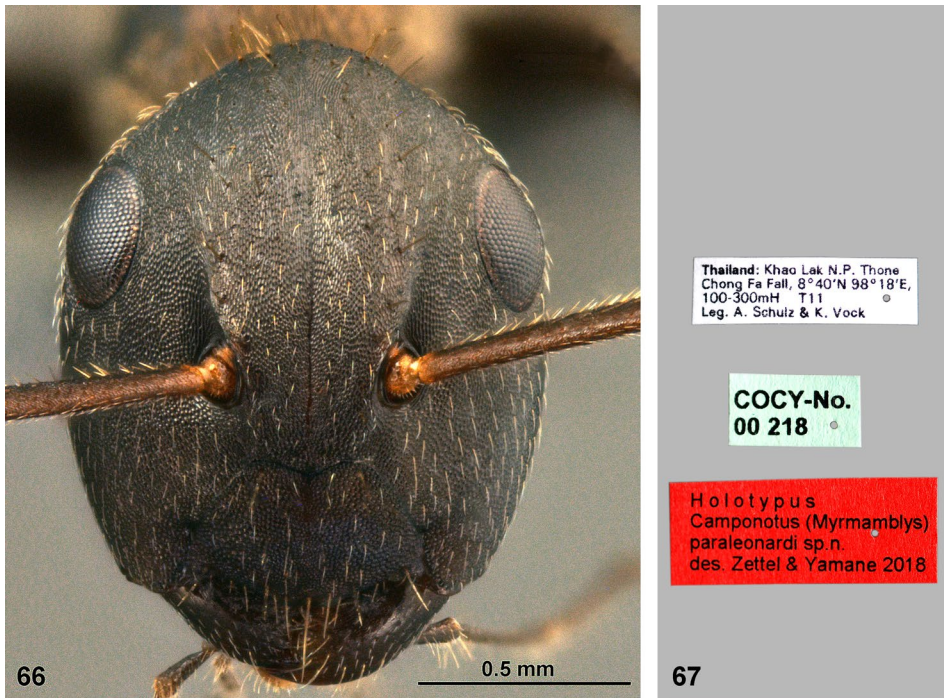 66
0.5 mm
Thailand: Khao Lak N.P. Thone
Chong Fa Fall, 8°40'N 98°18'E,
100-300mH T11
Leg. A. Schulz & K. Vock
COCY-No.
00 218
Holotypus
Camponotus (Myrmamblys)
paraleonardi sp.n.
des. Zettel & Yamane 2018
67